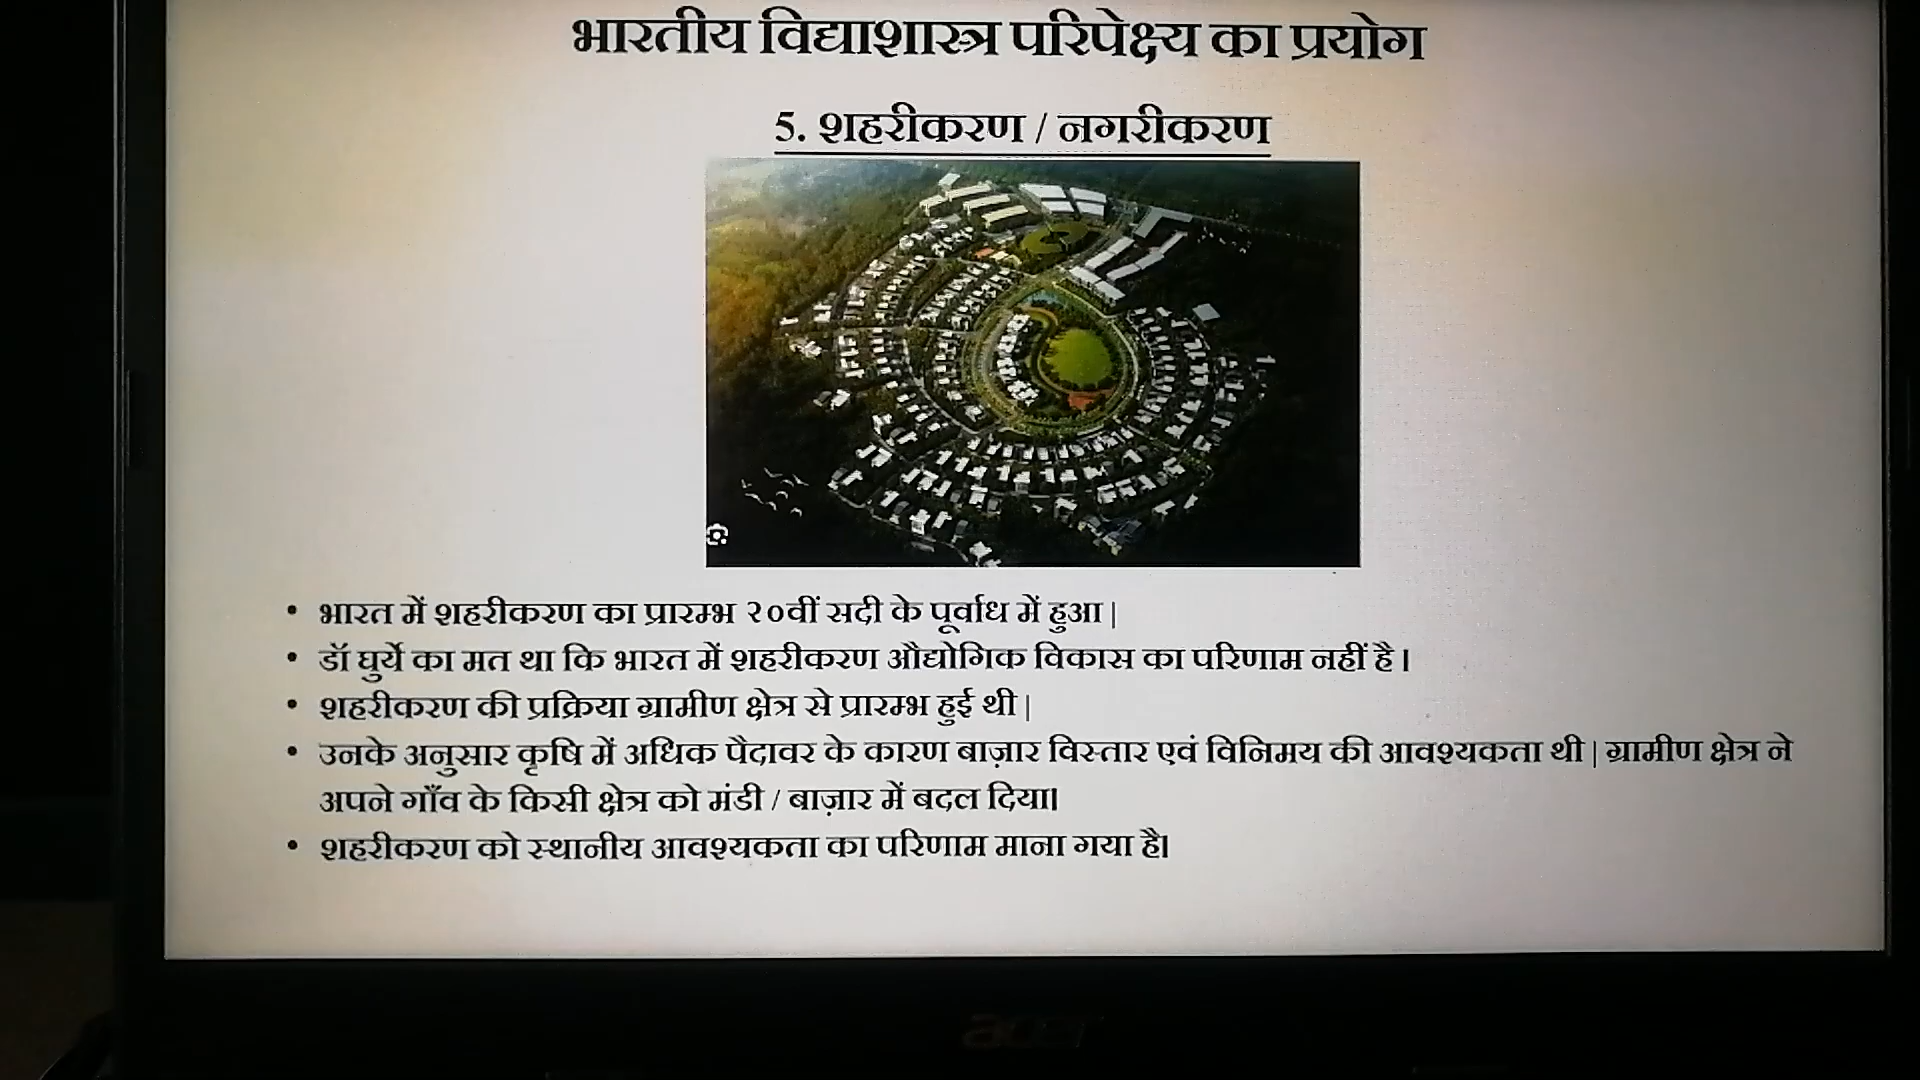 भारतीय विद्याशास्त्र परिपेक्ष्य का प्रयोग
5. शहरीकरण / नगरीकरण
• भारत में शहरीकरण का प्रारम्भ २०वीं सदी के पूर्वाध में हुआ |
• डॉ घुर्ये का मत था कि भारत में शहरीकरण औद्योगिक विकास का परिणाम नहीं है ।
• शहरीकरण की प्रक्रिया ग्रामीण क्षेत्र से प्रारम्भ हुई थी |
• उनके अनुसार कृषि में अधिक पैदावर के कारण बाज़ार विस्तार एवं विनिमय की आवश्यकता थी | ग्रामीण क्षेत्र ने
अपने गाँव के किसी क्षेत्र को मंडी / बाज़ार में बदल दिया।
• शहरीकरण को स्थानीय आवश्यकता का परिणाम माना गया है।
acer